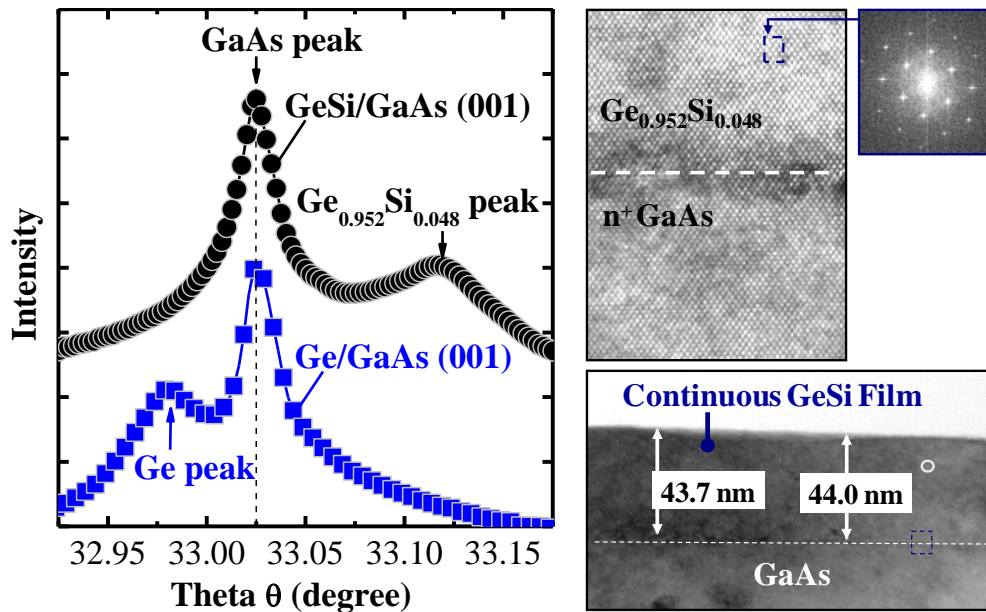 GaAs peak
GeSi/GaAs (001)
Ge0.952Si0.048 peak
Ge/GaAs (001)
Ge peak
Intensity
32.95 33.00 33.05 33.10 33.15
Theta θ (degree)
Ge0.952Si0.048
n+ GaAs
Continuous GeSi Film
43.7 nm
44.0 nm
GaAs